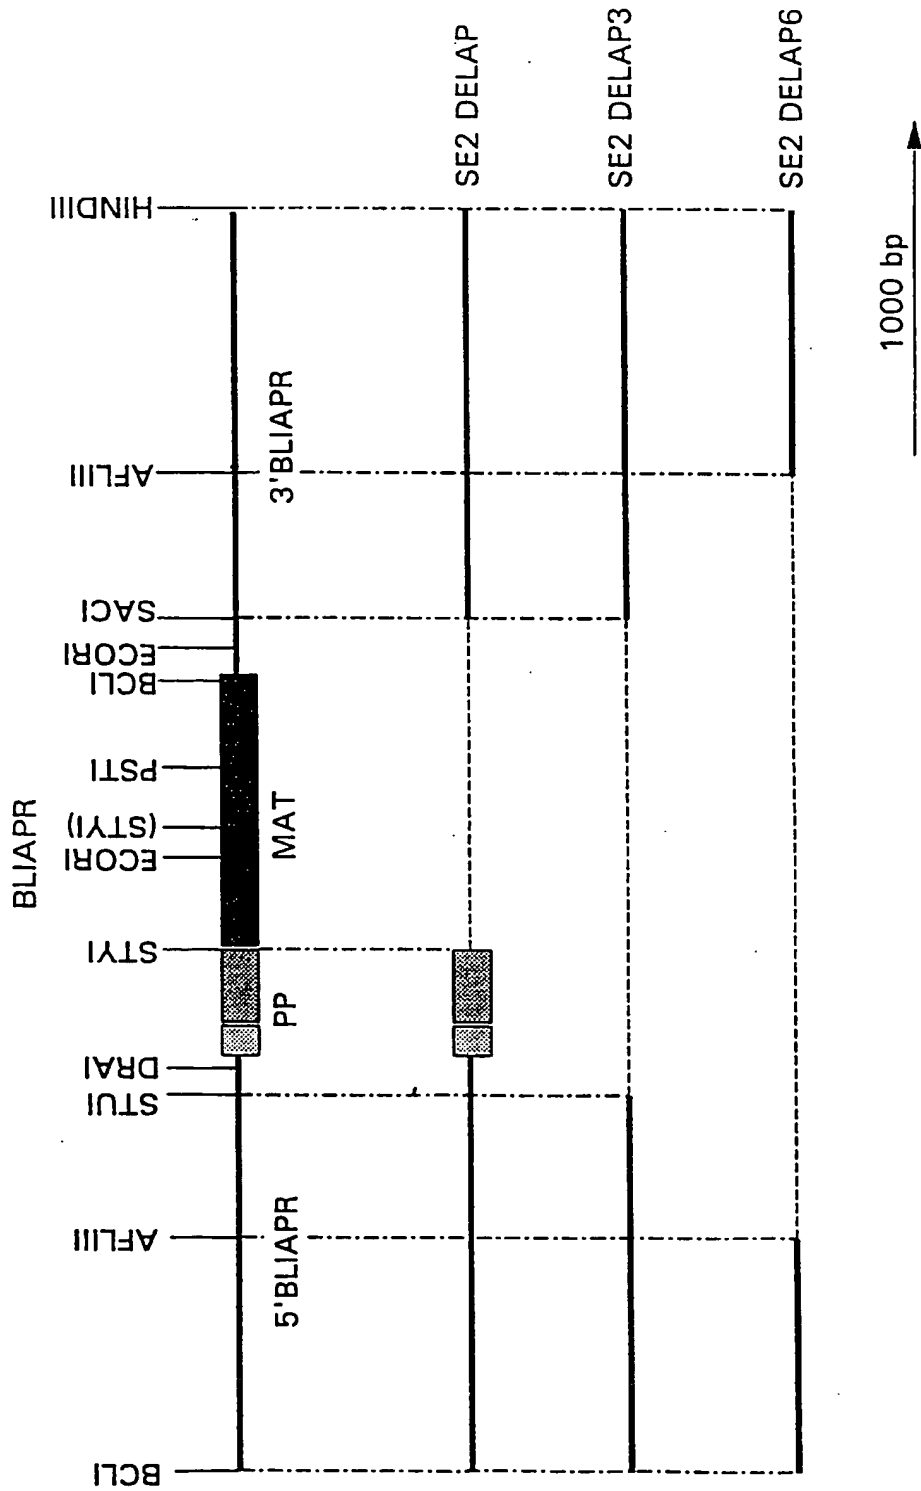 BLIAPR
BCLI
AFLIII
STUI
DRAI
STYI
ECORI
(STYI)
PSTI
BCLI
ECORI
SACI
AFLIII
HINDIII
5'BLIAPR
PP
MAT
3'BLIAPR
SE2 DELAP
SE2 DELAP3
SE2 DELAP6
1000 bp